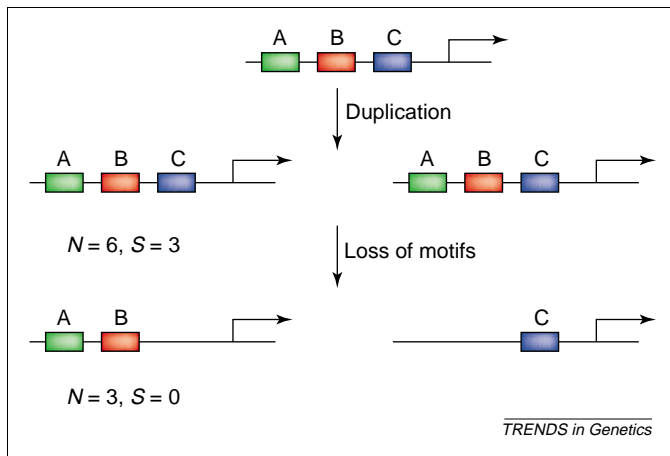 A B C
Duplication
A B C A B C
N = 6, S = 3
Loss of motifs
A B C
N = 3, S = 0
TRENDS in Genetics